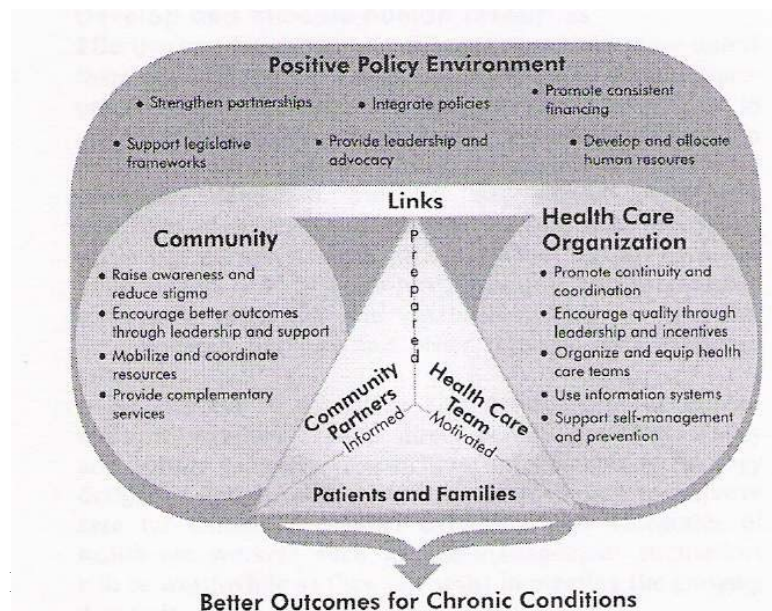 Positive Policy Environment
• Strengthen partnerships
• Integrate policies
• Promote consistent
financing
• Support legislative
frameworks
• Provide leadership and
advocacy
• Develop and allocate
human resoures
Links
Community
• Raise awareness and
reduce stigma
• Encourage better outcomes
through leadership and support
• Mobilize and coordinate
resources
• Provide complementary
services
Health Care
Organization
• Promote continuity and
coordination
• Encourage quality through
leadership and incentives
• Organize and equip health
care teams
• Use information systems
• Support self-management
and prevention
Prepared
Community
Partners
Informed
Health Care
Team
Motivated
Patients and Families
Better Outcomes for Chronic Conditions